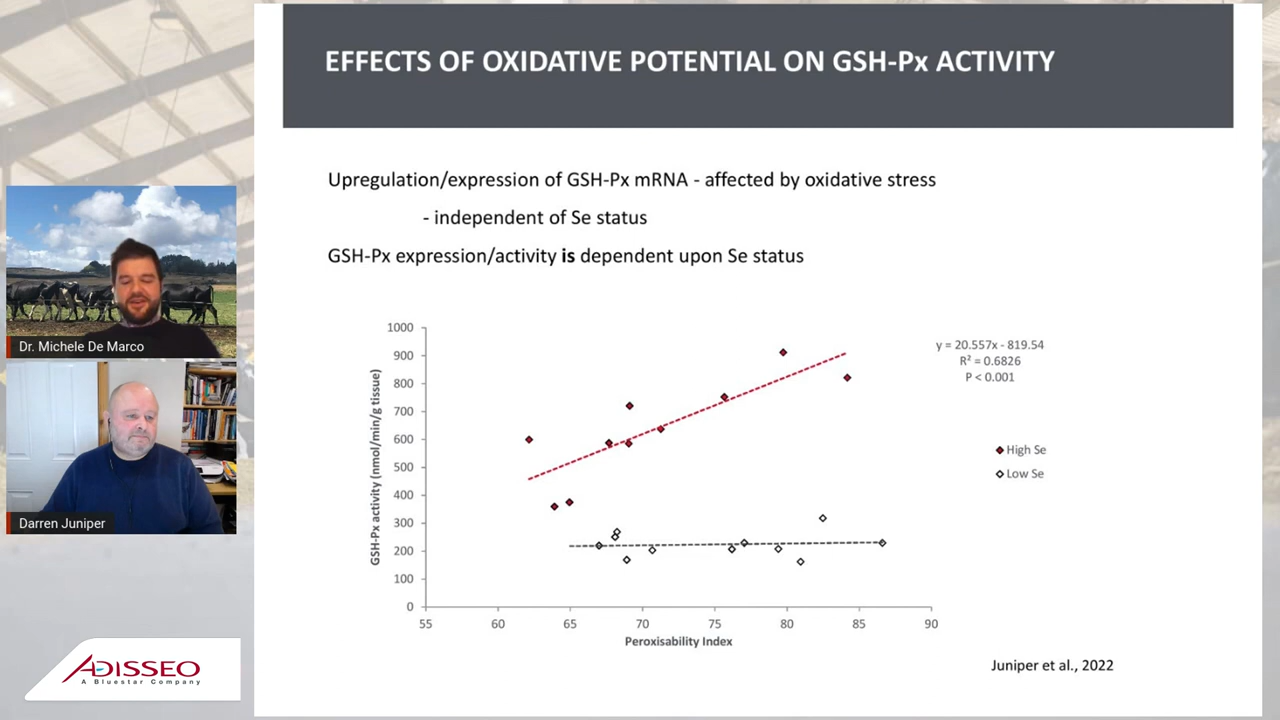 EFFECTS OF OXIDATIVE POTENTIAL ON GSH-Px ACTIVITY
Upregulation/expression of GSH-Px mRNA - affected by oxidative stress
- independent of Se status
GSH-Px expression/activity is dependent upon Se status
Dr. Michele De Marco
Darren Juniper
ADISSEO
A Bluestar Company
GSH-Px activity (nmol/min/g tissue)
1000
900
800
700
600
500
400
300
200
100
0
55 60 65 70 75 80 85 90
Peroxisability Index
y = 20.557x - 819.54
R² = 0.6826
P < 0.001
High Se
Low Se
Juniper et al., 2022